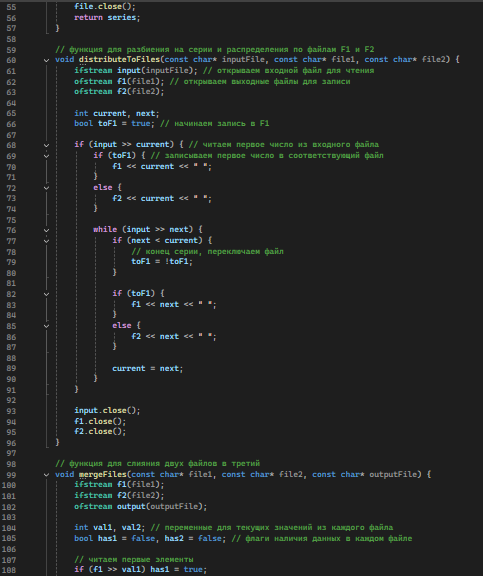 55 file.close();
56 return series;
57 }
58
59 // функция для разбиения на серии и распределения по файлам F1 и F2
60 void distributeToFiles(const char* inputFile, const char* file1, const char* file2) {
61 ifstream input(inputFile); // открываем входной файл для чтения
62 ofstream f1(file1); // открываем выходные файлы для записи
63 ofstream f2(file2);
64
65 int current, next;
66 bool toF1 = true; // начинаем запись в F1
67
68 if (input >> current) { // читаем первое число из входного файла
69 if (toF1) { // записываем первое число в соответствующий файл
70 f1 << current << " ";
71 }
72 else {
73 f2 << current << " ";
74 }
75
76 while (input >> next) {
77 if (next < current) {
78 // конец серии, переключаем файл
79 toF1 = !toF1;
80 }
81
82 if (toF1) {
83 f1 << next << " ";
84 }
85 else {
86 f2 << next << " ";
87 }
88
89 current = next;
90 }
91 }
92
93 input.close();
94 f1.close();
95 f2.close();
96 }
97
98 // функция для слияния двух файлов в третий
99 void mergeFiles(const char* file1, const char* file2, const char* outputFile) {
100 ifstream f1(file1);
101 ifstream f2(file2);
102 ofstream output(outputFile);
103
104 int val1, val2; // переменные для текущих значений из каждого файла
105 bool has1 = false, has2 = false; // флаги наличия данных в каждом файле
106
107 // читаем первые элементы
108 if (f1 >> val1) has1 = true;